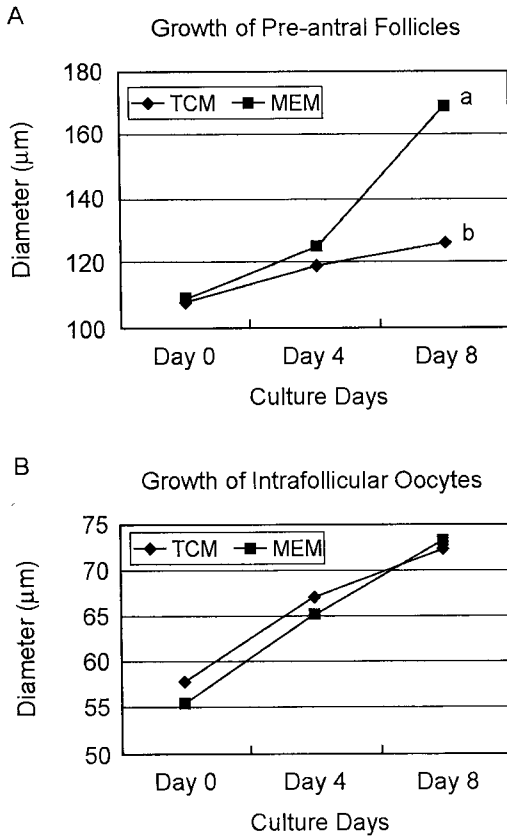 A
Growth of Pre-antral Follicles
180
TCM MEM
160
140
120
100
Diameter (μm)
a
b
Day 0 Day 4 Day 8
Culture Days
B
Growth of Intrafollicular Oocytes
75
TCM MEM
70
65
60
55
50
Diameter (μm)
Day 0 Day 4 Day 8
Culture Days